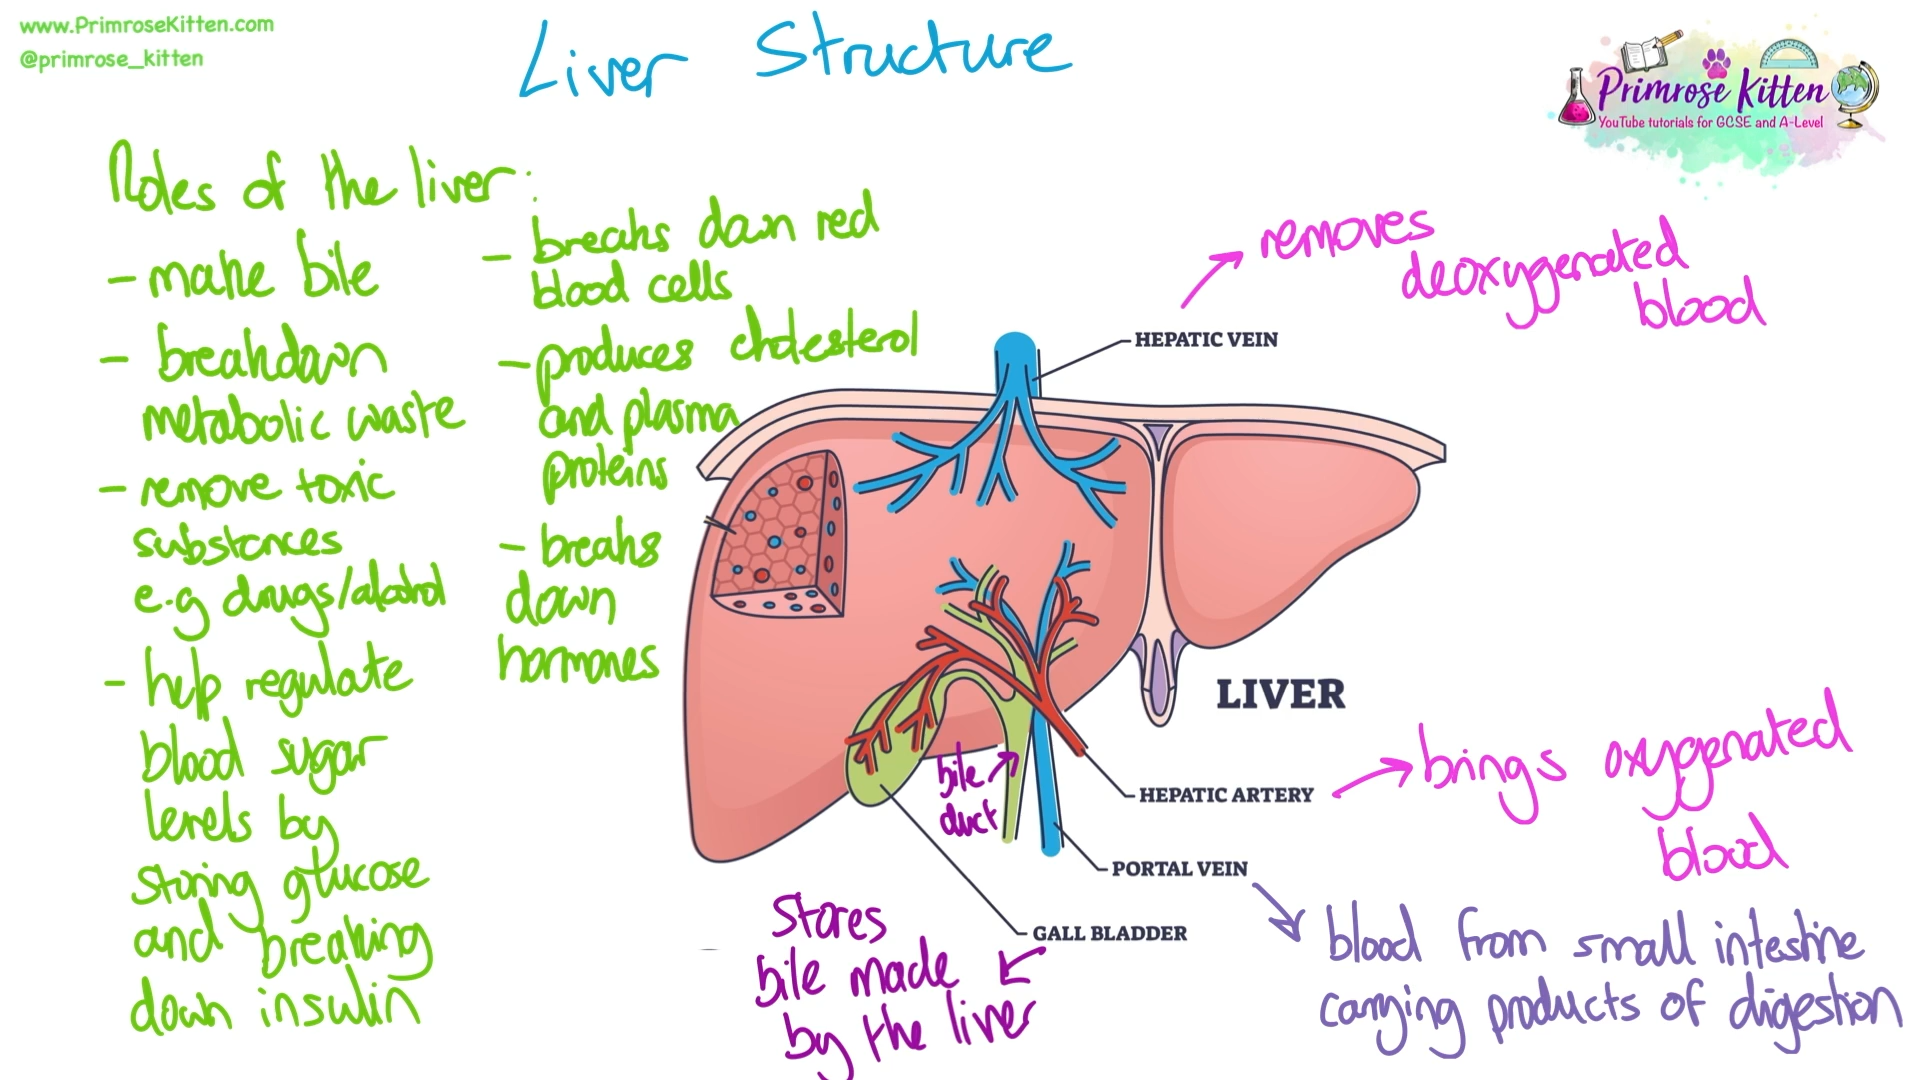 www.PrimroseKitten.com
@primrose_kitten
Liver Structure
Primrose Kitten
YouTube tutorials for GCSE and A-Level
Roles of the liver:
- make bile
- breakdown
metabolic waste
- remove toxic
substances
e.g drugs/alcohol
- help regulate
blood sugar
levels by
storing glucose
and breaking
down insulin
- breaks down red
blood cells
- produces cholesterol
and plasma
proteins
- breaks
down
hormones
removes
deoxygenated
blood
HEPATIC VEIN
LIVER
bile
duct
HEPATIC ARTERY
brings oxygenated
blood
PORTAL VEIN
blood from small intestine
carrying products of digestion
GALL BLADDER
Stores
bile made
by the liver